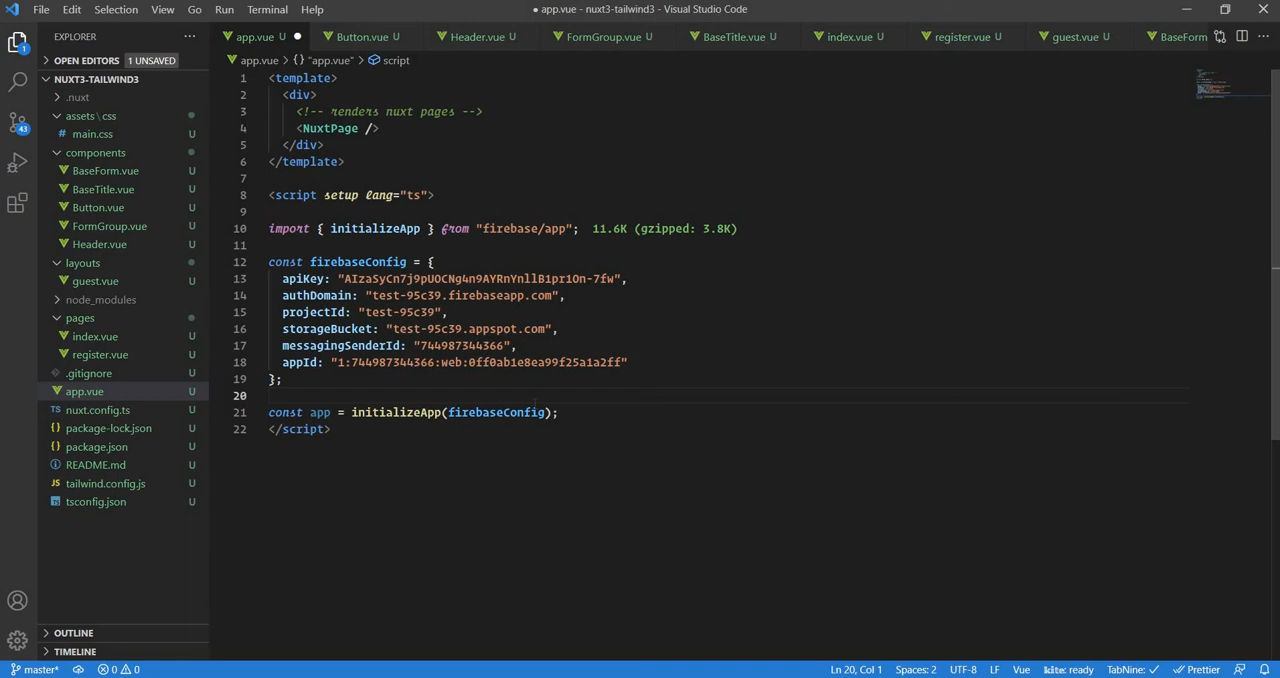 File Edit Selection View Go Run Terminal Help
● app.vue - nuxt3-tailwind3 - Visual Studio Code
EXPLORER
OPEN EDITORS 1 UNSAVED
NUXT3-TAILWIND3
.nuxt
assets \ css
main.css U
components
BaseForm.vue U
BaseTitle.vue U
Button.vue U
FormGroup.vue U
Header.vue U
layouts
guest.vue U
node_modules
pages
index.vue U
register.vue U
.gitignore U
app.vue U
TS nuxt.config.ts U
{} package-lock.json U
{} package.json U
README.md U
JS tailwind.config.js U
tsconfig.json U
OUTLINE
TIMELINE
1
43
app.vue U ● Button.vue U Header.vue U FormGroup.vue U BaseTitle.vue U index.vue U register.vue U guest.vue U BaseForm
app.vue > {} "app.vue" > script
1 <template>
2 <div>
3 <!-- renders nuxt pages -->
4 <NuxtPage />
5 </div>
6 </template>
7
8 <script setup lang="ts">
9
10 import { initializeApp } from "firebase/app"; 11.6K (gzipped: 3.8K)
11
12 const firebaseConfig = {
13 apiKey: "AIzaSyCn7j9pUOCNg4n9AYRnYnllB1pr1On-7fw",
14 authDomain: "test-95c39.firebaseapp.com",
15 projectId: "test-95c39",
16 storageBucket: "test-95c39.appspot.com",
17 messagingSenderId: "744987344366",
18 appId: "1:744987344366:web:0ff0ab1e8ea99f25a1a2ff"
19 };
20
21 const app = initializeApp(firebaseConfig);
22 </script>
master* 0 0 Ln 20, Col 1 Spaces: 2 UTF-8 LF Vue kite: ready TabNine: ✓ Prettier